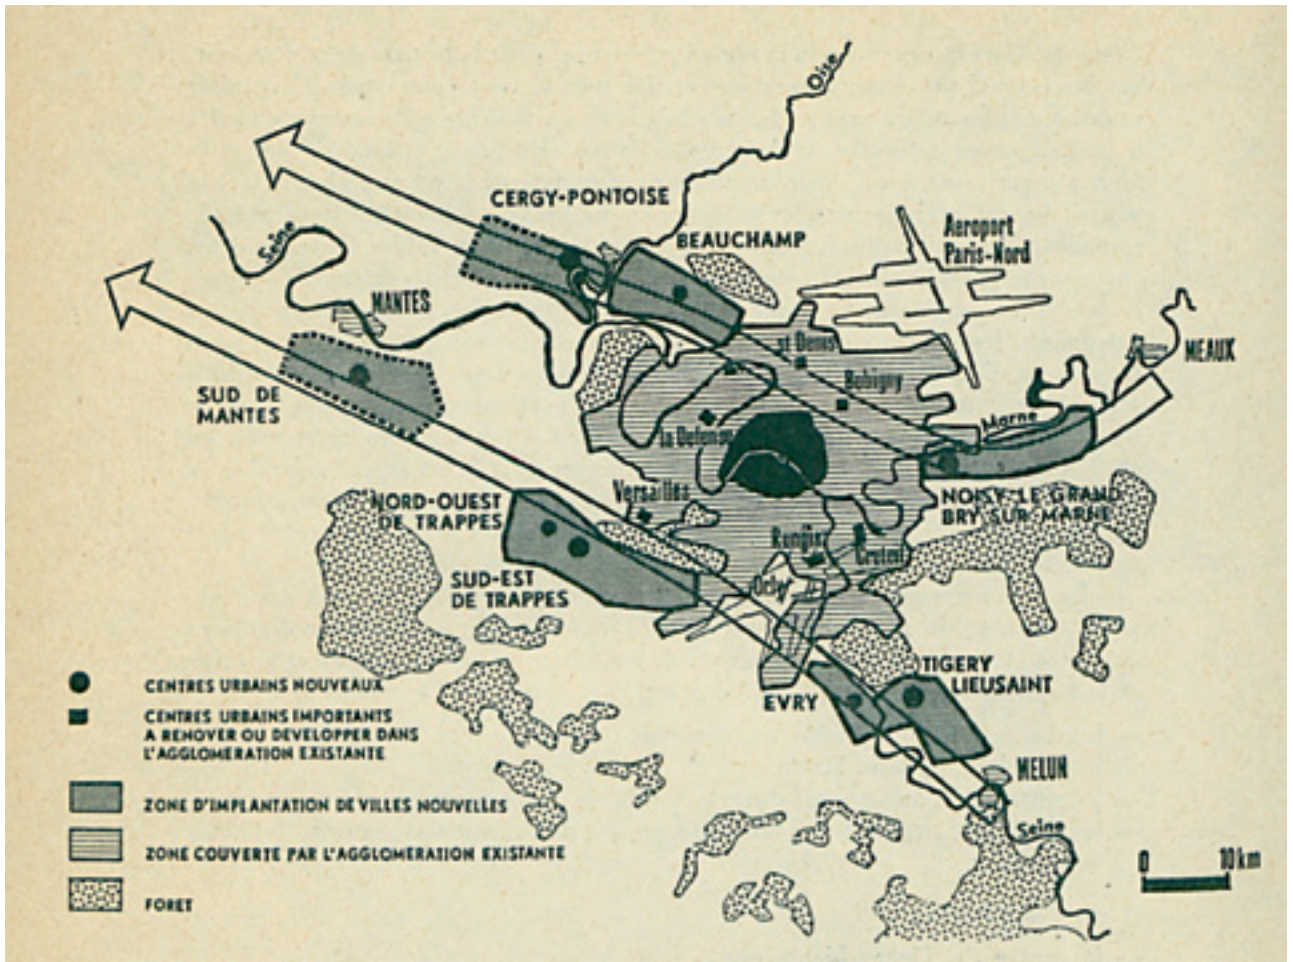 Oise
CERGY-PONTOISE
BEAUCHAMP
Aeroport
Paris-Nord
Seine
MANTES
MEAUX
St Denis
SUD DE
MANTES
Bobigny
Marne
la Defense
Versailles
NORD-OUEST
DE TRAPPES
NOISY-LE GRAND
BRY SUR MARNE
Rungis
Creteil
SUD-EST
DE TRAPPES
Orly
TIGERY
LIEUSAINT
EVRY
MELUN
Seine
CENTRES URBAINS NOUVEAUX
CENTRES URBAINS IMPORTANTS
A RENOVER OU DEVELOPPER DANS
L'AGGLOMERATION EXISTANTE
ZONE D'IMPLANTATION DE VILLES NOUVELLES
ZONE COUVERTE PAR L'AGGLOMERATION EXISTANTE
FORET
0 10 km